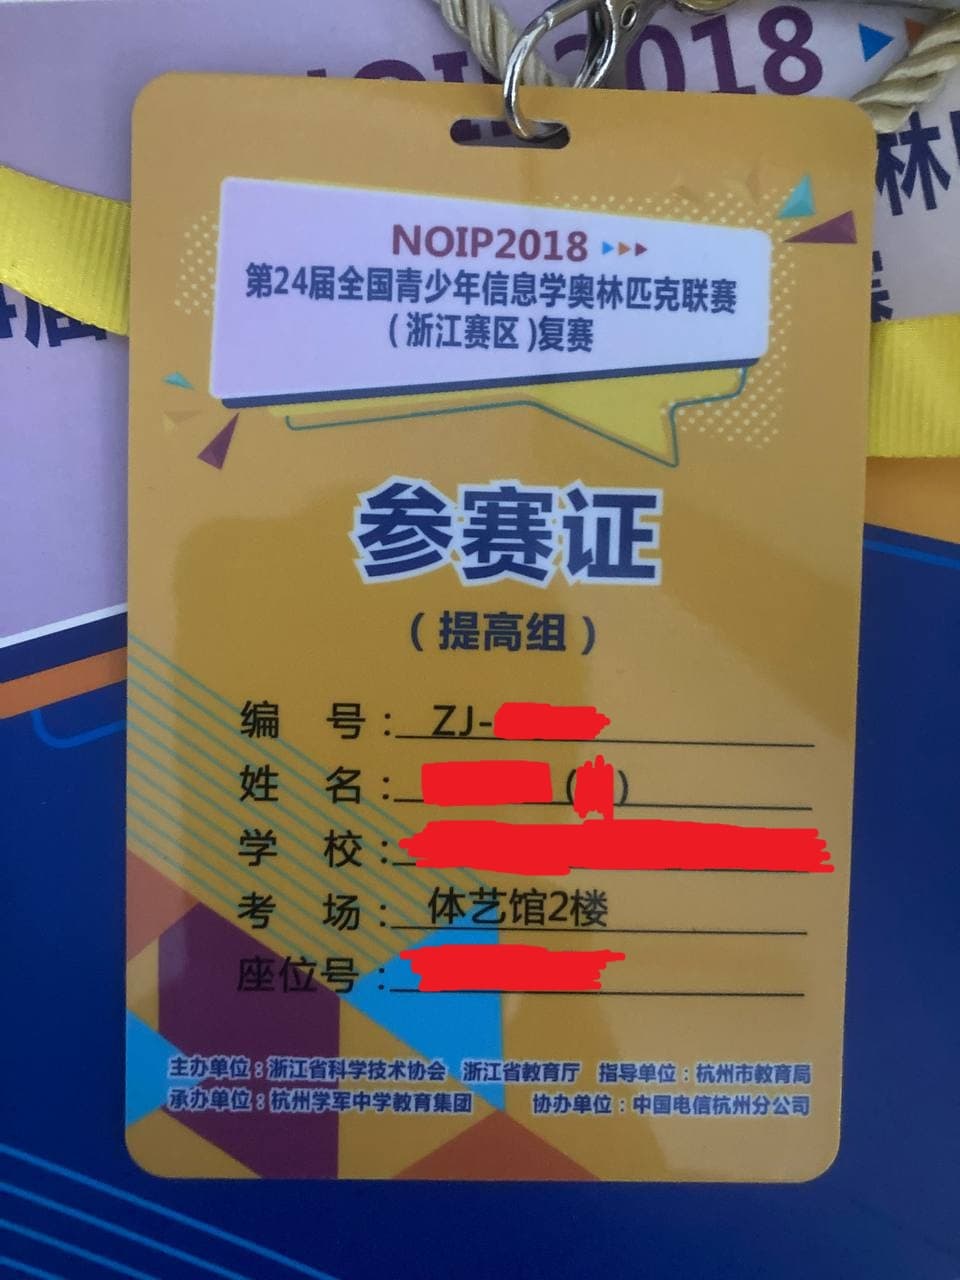 NOIP2018
NOIP2018
第24届全国青少年信息学奥林匹克联赛
（浙江赛区）复赛
参赛证
（提高组）
编 号：ZJ-
姓 名：（ ）
学 校：
考 场：体艺馆2楼
座位号：
主办单位：浙江省科学技术协会 浙江省教育厅 指导单位：杭州市教育局
承办单位：杭州学军中学教育集团 协办单位：中国电信杭州分公司